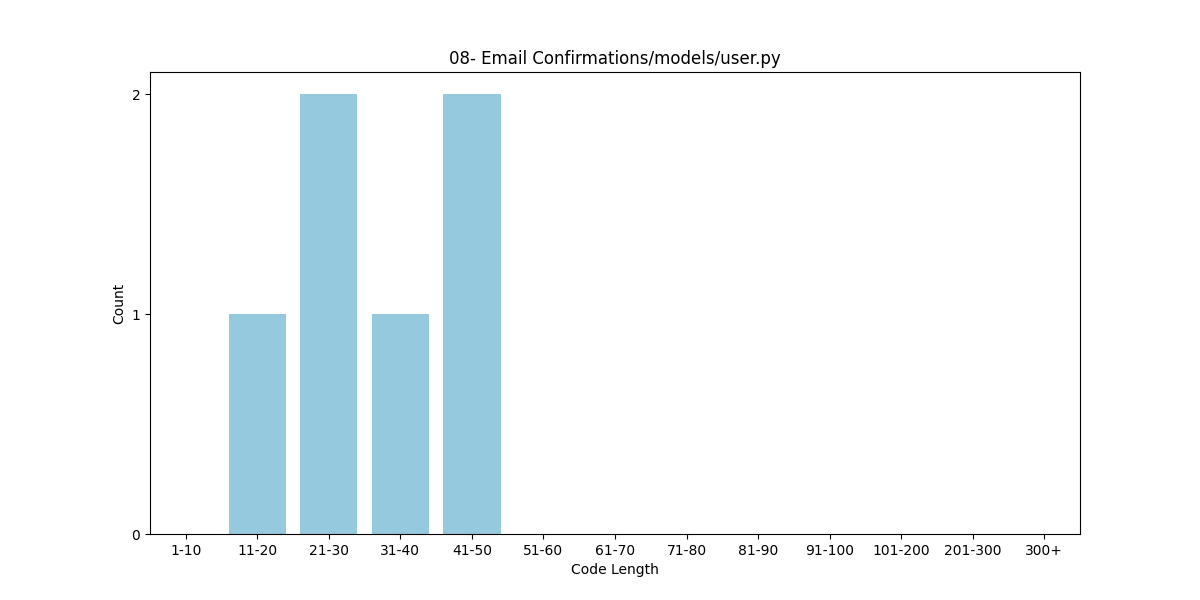 08- Email Confirmations/models/user.py
Count
2
1
0
1-10 11-20 21-30 31-40 41-50 51-60 61-70 71-80 81-90 91-100 101-200 201-300 300+
Code Length